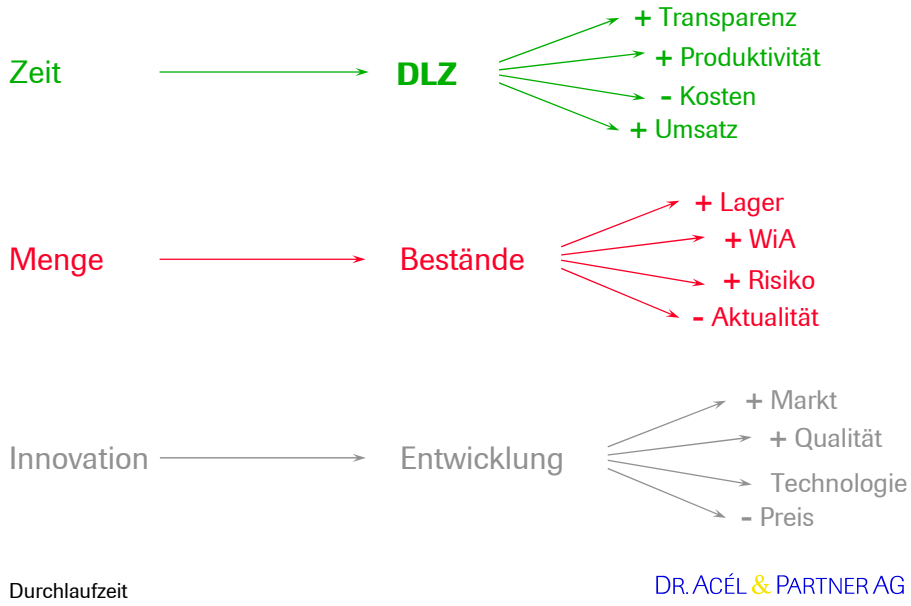 + Transparenz
Zeit DLZ + Produktivität
- Kosten
+ Umsatz
+ Lager
Menge Bestände + WiA
+ Risiko
- Aktualität
+ Markt
Innovation Entwicklung + Qualität
Technologie
- Preis
Durchlaufzeit DR. ACÉL & PARTNER AG